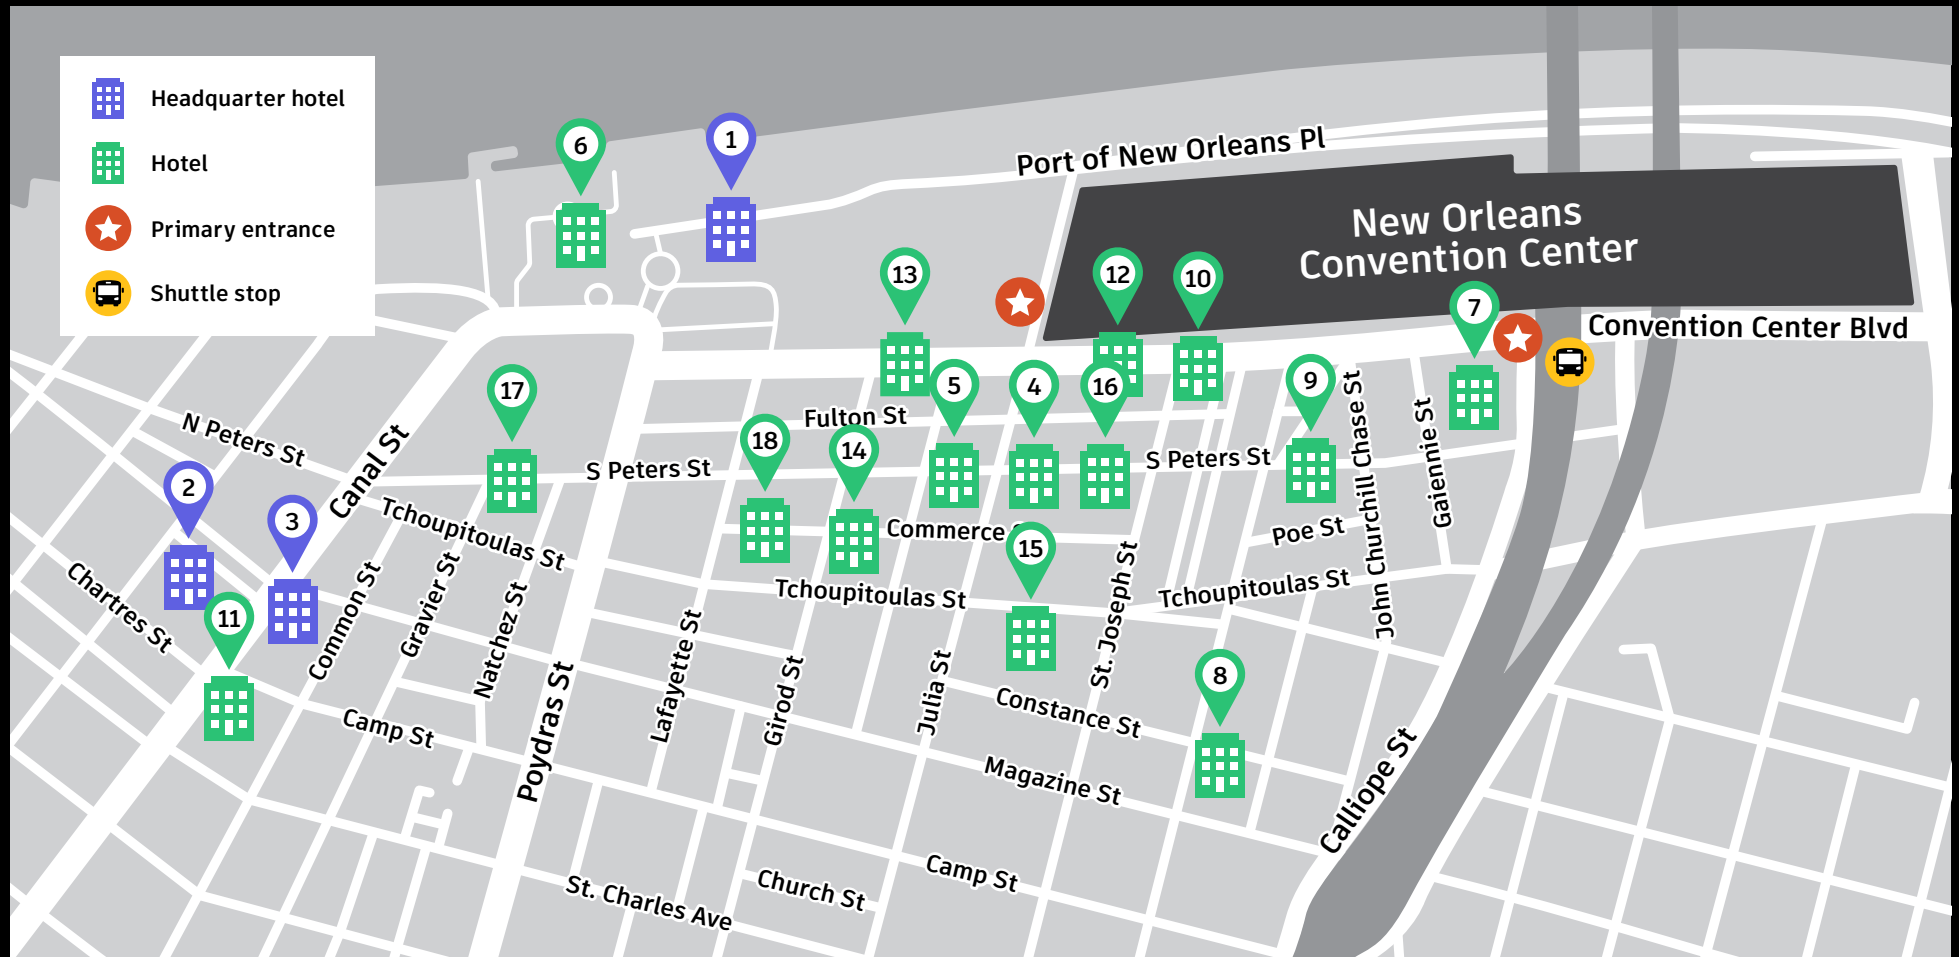 Headquarter hotel
Hotel
Primary entrance
Shuttle stop
6
1
Port of New Orleans Pl
New Orleans
Convention Center
13
12
10
7
Convention Center Blvd
17
5
4
16
9
Fulton St
N Peters St
Canal St
18
14
S Peters St
S Peters St
John Churchill Chase St
Gaiennie St
2
3
Tchoupitoulas St
Commerce
15
Poe St
Chartres St
11
Common St
Gravier St
Natchez St
Tchoupitoulas St
St. Joseph St
Tchoupitoulas St
Lafayette St
Girod St
Julia St
8
Constance St
Camp St
Poydras St
Magazine St
Calliope St
St. Charles Ave
Church St
Camp St